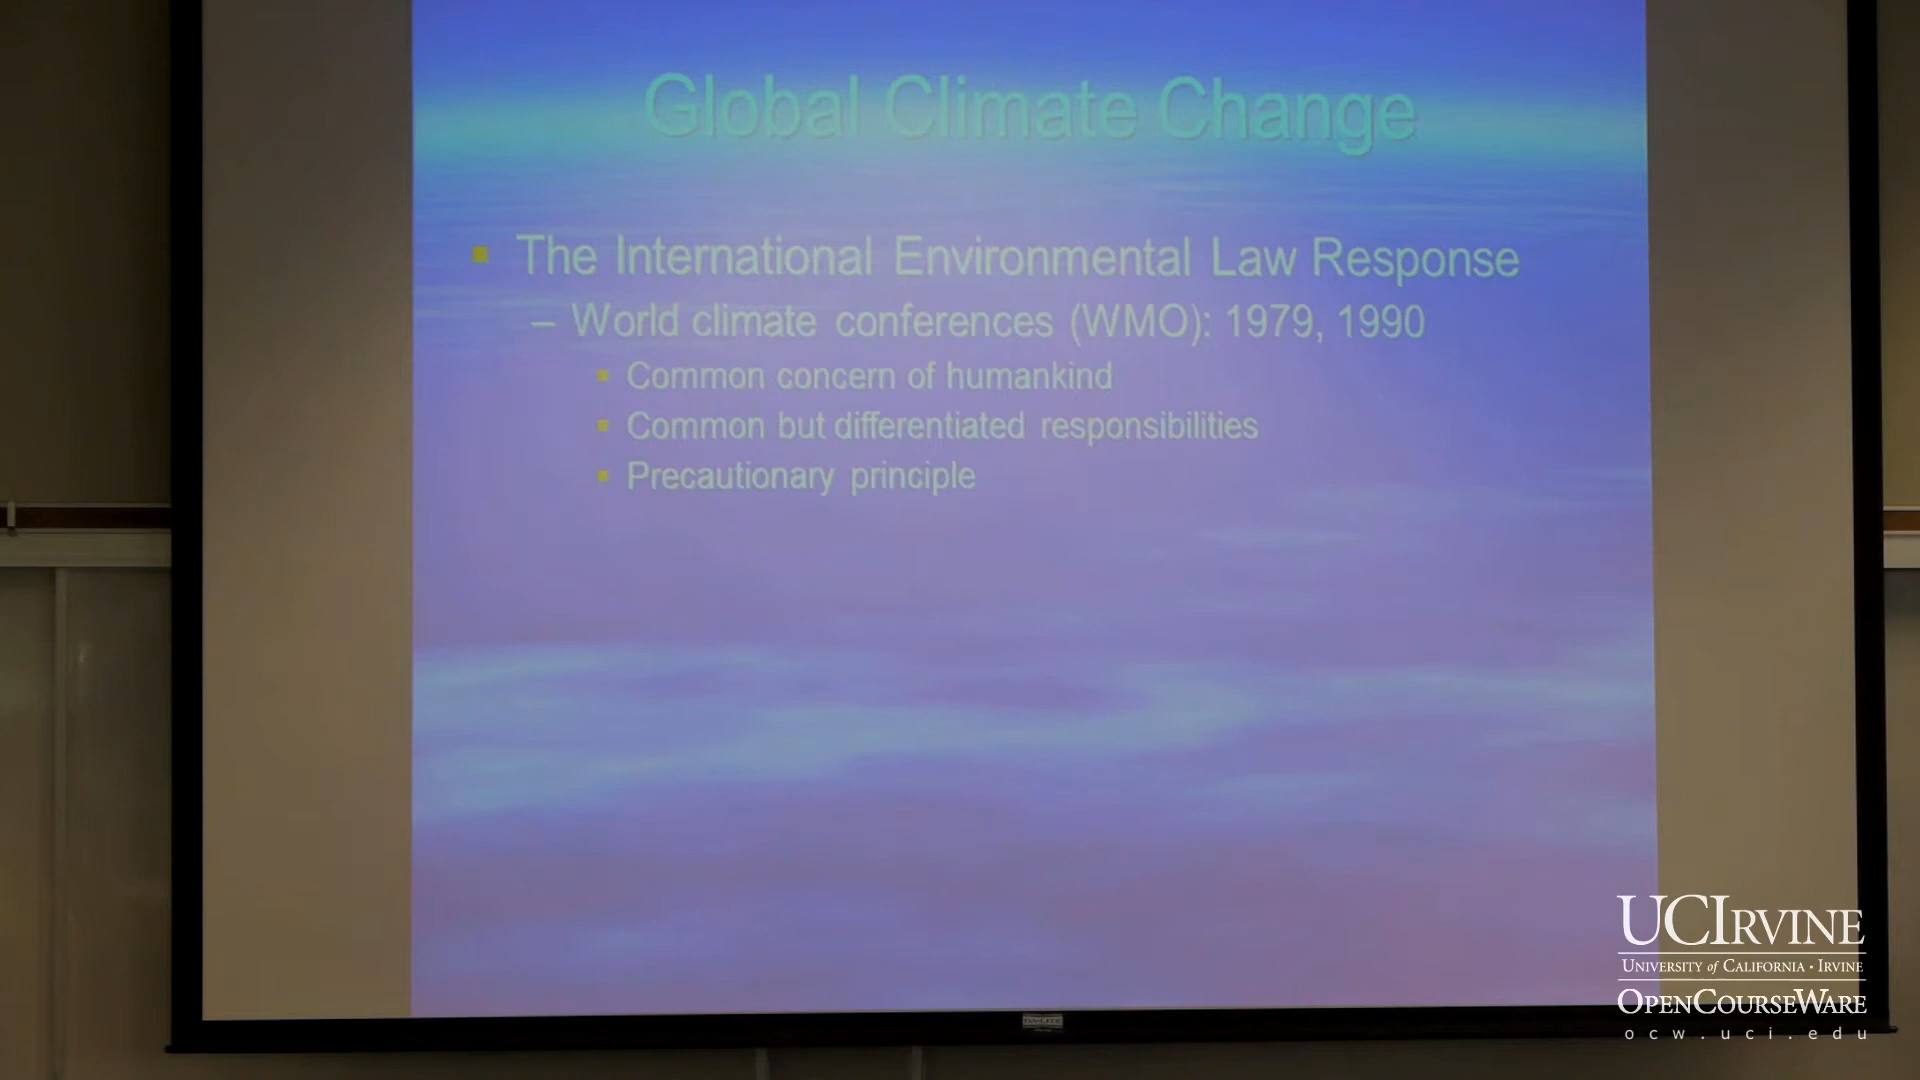 Global Climate Change
▪ The International Environmental Law Response
– World climate conferences (WMO): 1979, 1990
▪ Common concern of humankind
▪ Common but differentiated responsibilities
▪ Precautionary principle
UCIRVINE
UNIVERSITY of CALIFORNIA · IRVINE
OPENCOURSEWARE
ocw.uci.edu